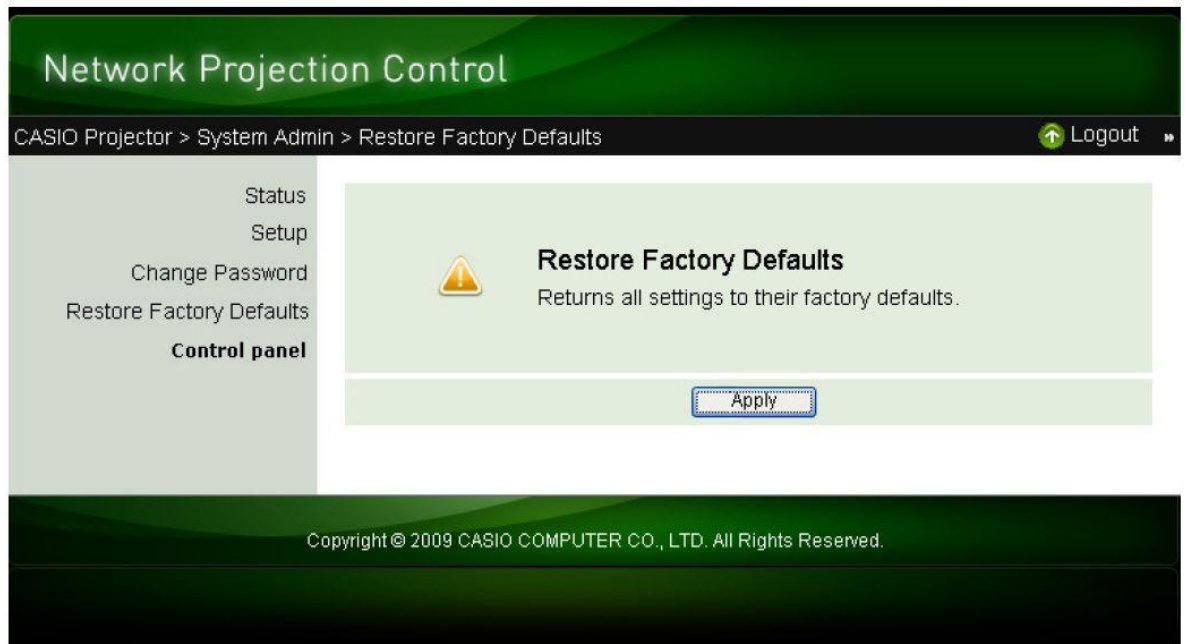 Network Projection Control
CASIO Projector > System Admin > Restore Factory Defaults
Logout »
Status
Setup
Change Password
Restore Factory Defaults
Control panel
Restore Factory Defaults
Returns all settings to their factory defaults.
Apply
Copyright © 2009 CASIO COMPUTER CO., LTD. All Rights Reserved.